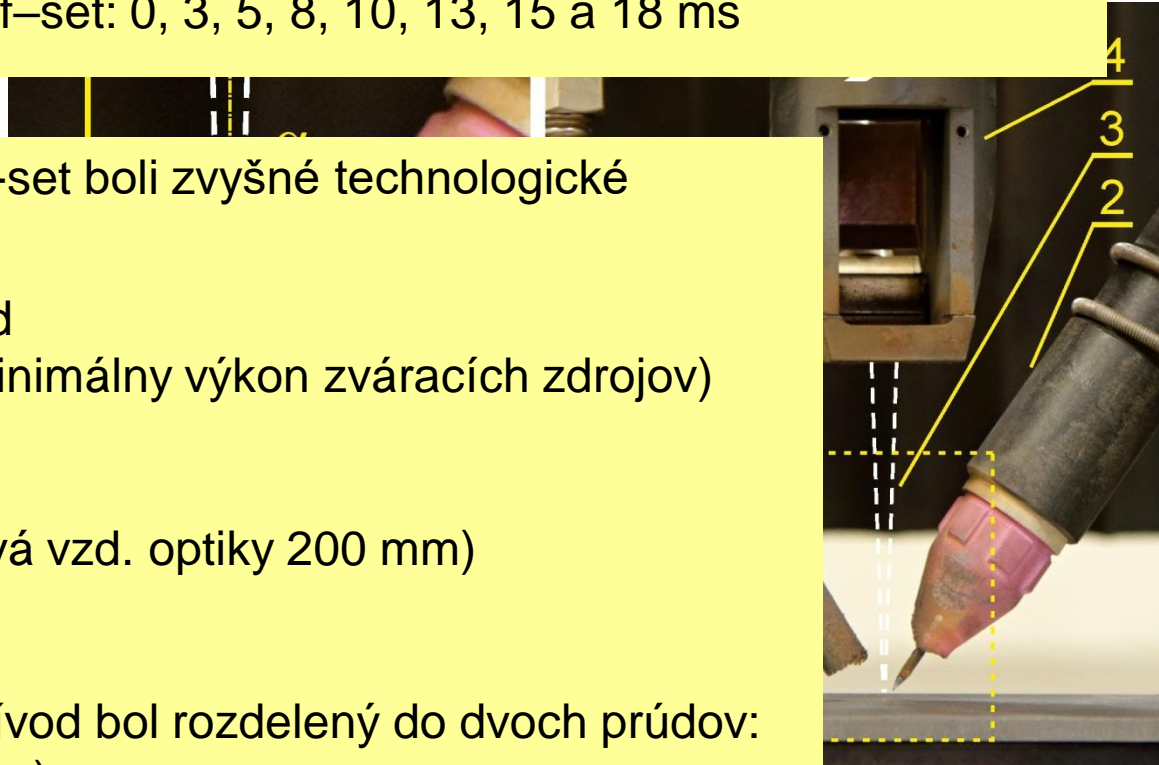 f–set: 0, 3, 5, 8, 10, 13, 15 a 18 ms
4
3
2
α
-set boli zvyšné technologické
d
inimálny výkon zváracích zdrojov)
vá vzd. optiky 200 mm)
ívod bol rozdelený do dvoch prúdov: